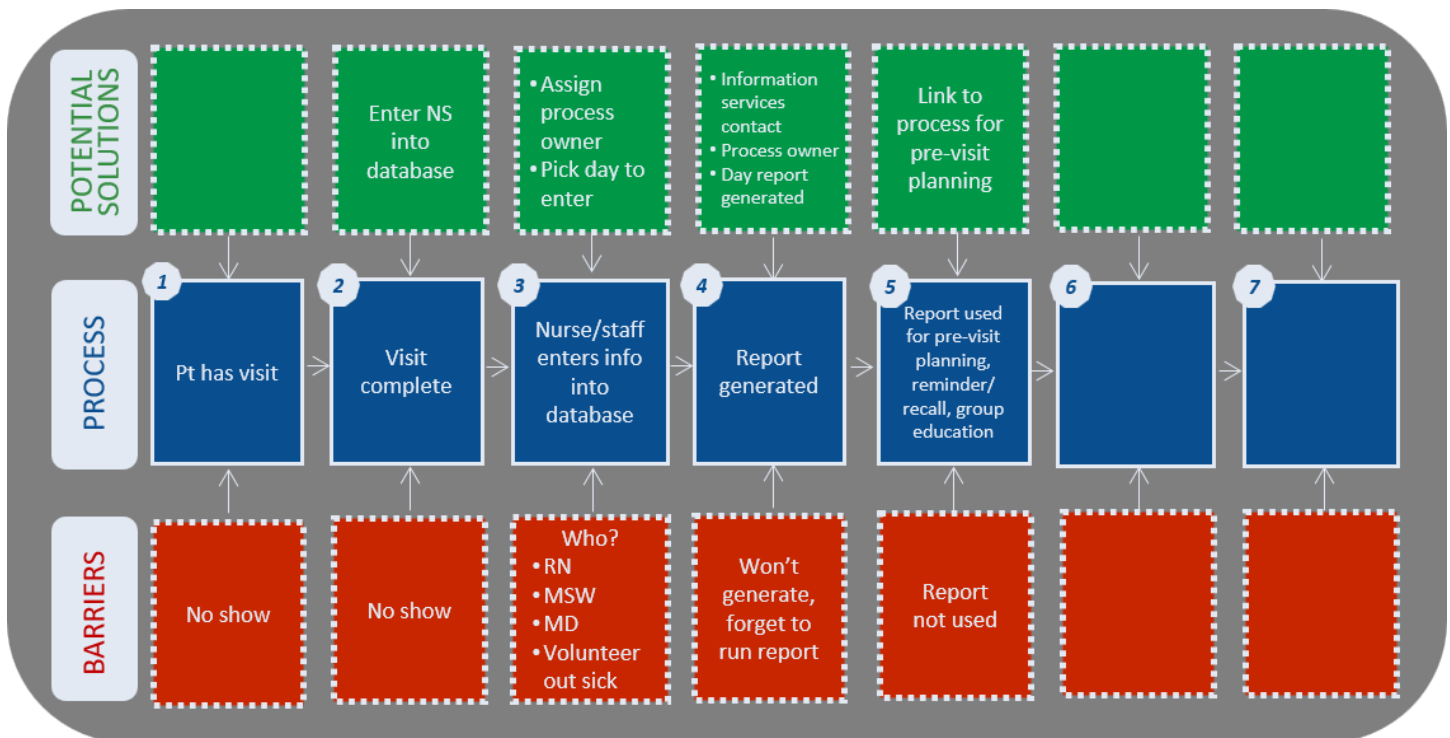 POTENTIAL
SOLUTIONS
Enter NS
into
database
• Assign
process
owner
• Pick day to
enter
• Information
services
contact
• Process owner
• Day report
generated
Link to
process for
pre-visit
planning
PROCESS
1
Pt has visit
2
Visit
complete
3
Nurse/staff
enters info
into
database
4
Report
generated
5
Report used
for pre-visit
planning,
reminder/
recall, group
education
6
7
BARRIERS
No show
No show
Who?
• RN
• MSW
• MD
• Volunteer
out sick
Won’t
generate,
forget to
run report
Report
not used